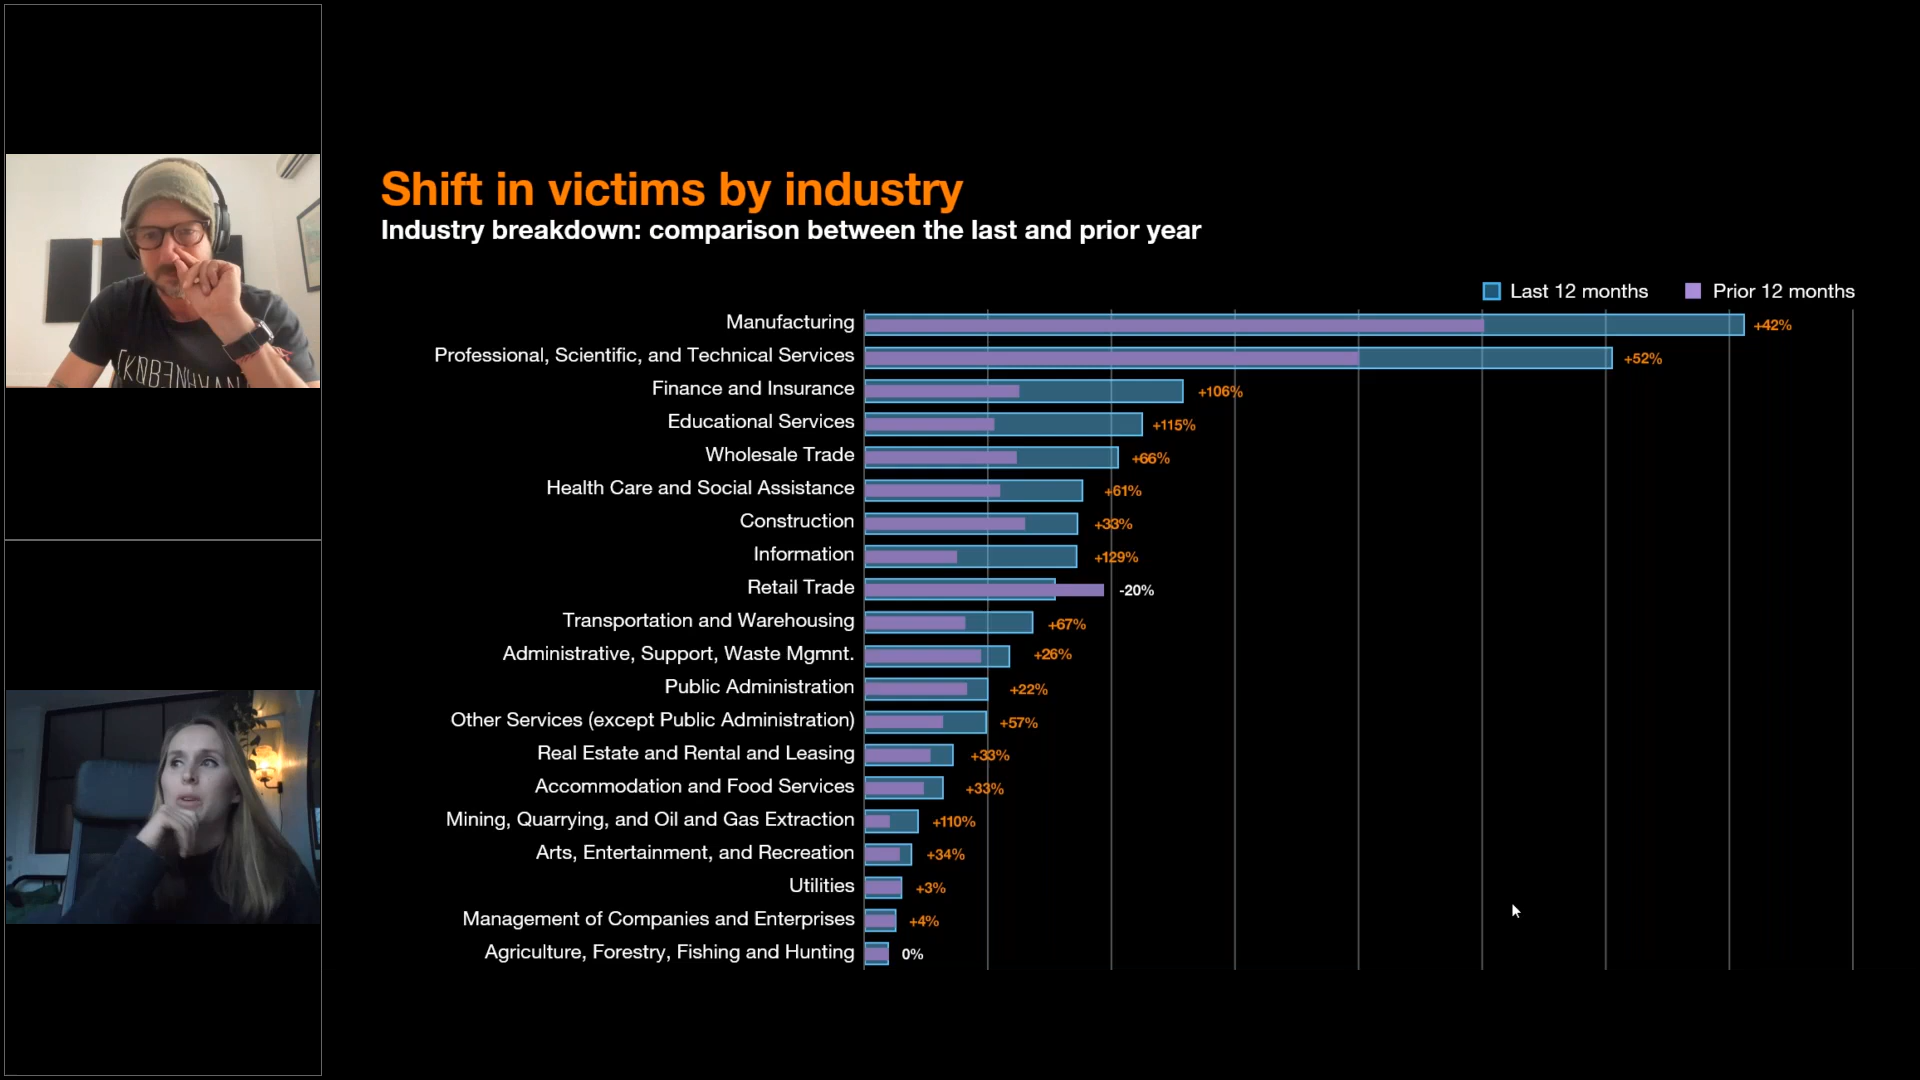 Shift in victims by industry
Industry breakdown: comparison between the last and prior year
Last 12 months
Prior 12 months
Manufacturing +42%
Professional, Scientific, and Technical Services +52%
Finance and Insurance +106%
Educational Services +115%
Wholesale Trade +66%
Health Care and Social Assistance +61%
Construction +33%
Information +129%
Retail Trade -20%
Transportation and Warehousing +67%
Administrative, Support, Waste Mgmnt. +26%
Public Administration +22%
Other Services (except Public Administration) +57%
Real Estate and Rental and Leasing +33%
Accommodation and Food Services +33%
Mining, Quarrying, and Oil and Gas Extraction +110%
Arts, Entertainment, and Recreation +34%
Utilities +3%
Management of Companies and Enterprises +4%
Agriculture, Forestry, Fishing and Hunting 0%